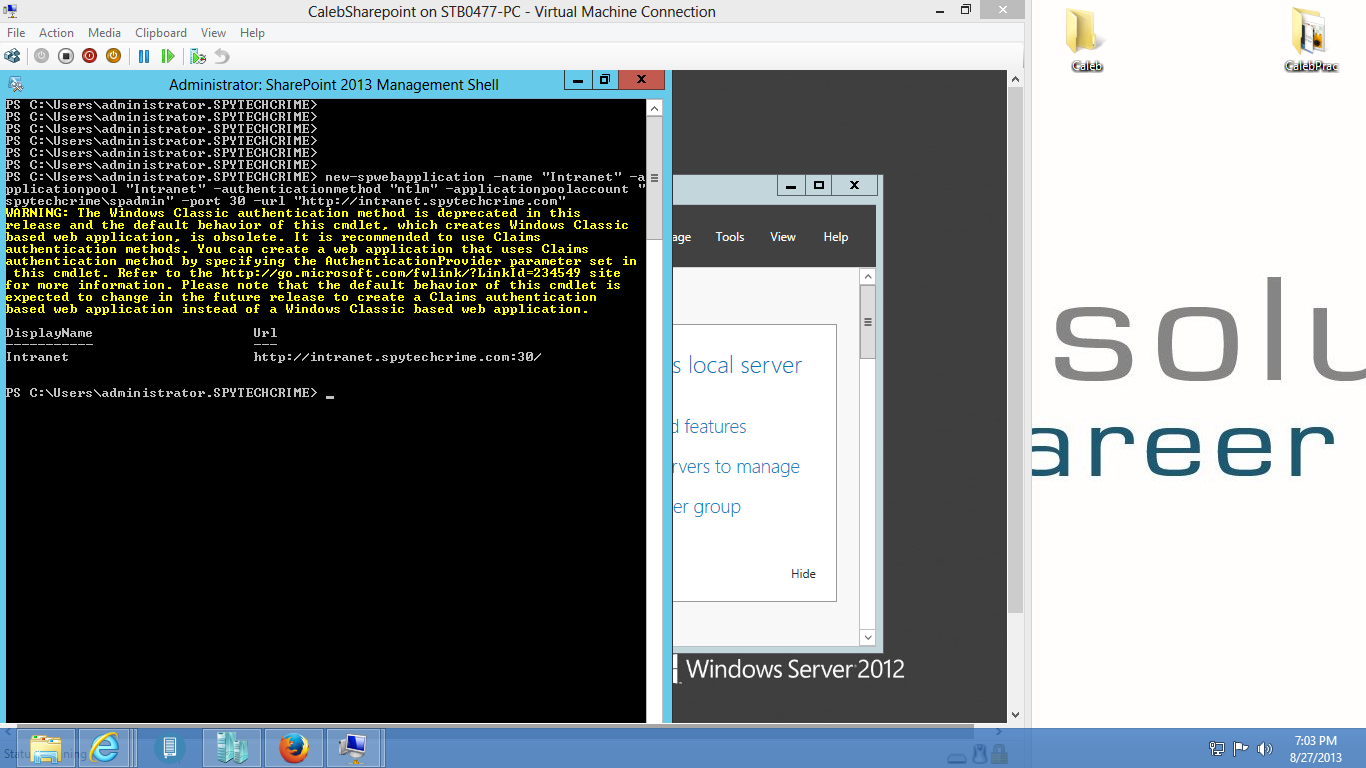 CalebSharepoint on STB0477-PC - Virtual Machine Connection
File Action Media Clipboard View Help
Caleb
CalebPrac
Administrator: SharePoint 2013 Management Shell
PS C:\Users\administrator.SPYTECHCRIME>
PS C:\Users\administrator.SPYTECHCRIME>
PS C:\Users\administrator.SPYTECHCRIME>
PS C:\Users\administrator.SPYTECHCRIME>
PS C:\Users\administrator.SPYTECHCRIME>
PS C:\Users\administrator.SPYTECHCRIME>
PS C:\Users\administrator.SPYTECHCRIME> new-spwebapplication -name "Intranet" -a
pplicationpool "Intranet" -authenticationmethod "ntlm" -applicationpoolaccount "
spytechcrime\spadmin" -port 30 -url "http://intranet.spytechcrime.com"
WARNING: The Windows Classic authentication method is deprecated in this
release and the default behavior of this cmdlet, which creates Windows Classic
based web application, is obsolete. It is recommended to use Claims
authentication methods. You can create a web application that uses Claims
authentication method by specifying the AuthenticationProvider parameter set in
this cmdlet. Refer to the http://go.microsoft.com/fwlink/?LinkId=234549 site
for more information. Please note that the default behavior of this cmdlet is
expected to change in the future release to create a Claims authentication
based web application instead of a Windows Classic based web application.
DisplayName Url
----------- ---
Intranet http://intranet.spytechcrime.com:30/
PS C:\Users\administrator.SPYTECHCRIME> _
age Tools View Help
s local server
d features
rvers to manage
er group
Hide
Windows Server 2012
solu
areer
7:03 PM
8/27/2013